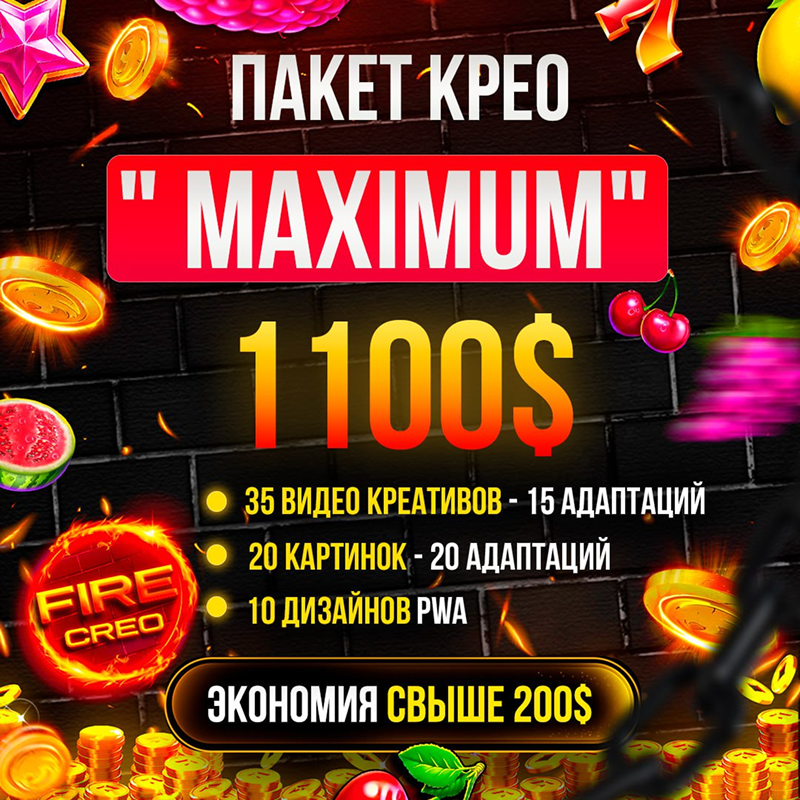 ПАКЕТ КРЕО
" MAXIMUM"
1100$
35 ВИДЕО КРЕАТИВОВ - 15 АДАПТАЦИЙ
20 КАРТИНОК - 20 АДАПТАЦИЙ
10 ДИЗАЙНОВ PWA
FIRE
CREO
ЭКОНОМИЯ СВЫШЕ 200$